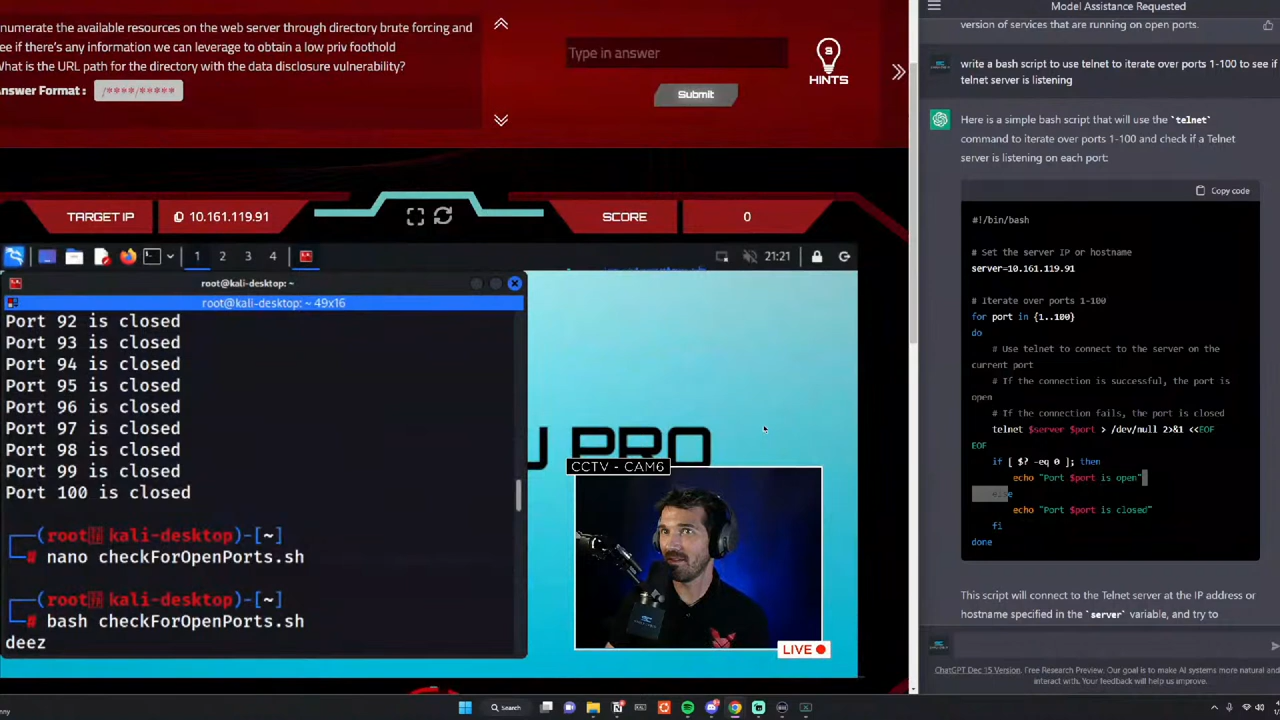 numerate the available resources on the web server through directory brute forcing and
ee if there's any information we can leverage to obtain a low priv foothold
hat is the URL path for the directory with the data disclosure vulnerability?
nswer Format : /****/*****
Type in answer
Submit
3
HINTS
TARGET IP
10.161.119.91
SCORE
0
1 2 3 4
21:21
root@kali-desktop: ~
root@kali-desktop: ~ 49x16
Port 92 is closed
Port 93 is closed
Port 94 is closed
Port 95 is closed
Port 96 is closed
Port 97 is closed
Port 98 is closed
Port 99 is closed
Port 100 is closed
(root kali-desktop)-[~]
# nano checkForOpenPorts.sh
(root kali-desktop)-[~]
# bash checkForOpenPorts.sh
deez
U PRO
CCTV - CAM6
LIVE
Model Assistance Requested
version of services that are running on open ports.
write a bash script to use telnet to iterate over ports 1-100 to see if
telnet server is listening
Here is a simple bash script that will use the `telnet`
command to iterate over ports 1-100 and check if a Telnet
server is listening on each port:
Copy code
#!/bin/bash
# Set the server IP or hostname
server=10.161.119.91
# Iterate over ports 1-100
for port in {1..100}
do
# Use telnet to connect to the server on the
current port
# If the connection is successful, the port is
open
# If the connection fails, the port is closed
telnet $server $port > /dev/null 2>&1 <<EOF
EOF
if [ $? -eq 0 ]; then
echo "Port $port is open"
else
echo "Port $port is closed"
fi
done
This script will connect to the Telnet server at the IP address or
hostname specified in the `server` variable, and try to
ChatGPT Dec 15 Version. Free Research Preview. Our goal is to make AI systems more natural and
interact with. Your feedback will help us improve.
nny
Search